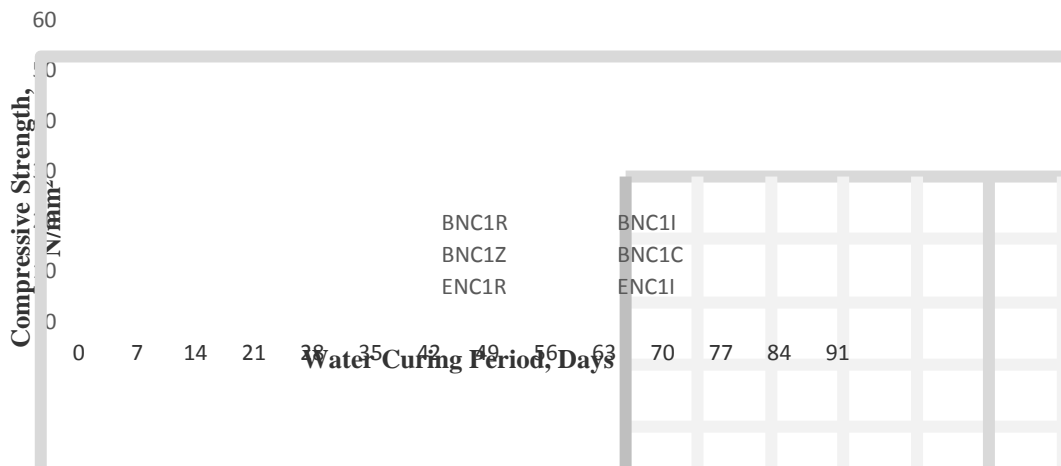 60
Compressive Strength,
N/mm²
BNC1R BNC1I
BNC1Z BNC1C
ENC1R ENC1I
0 7 14 21 28 35 42 49 56 63 70 77 84 91
Water Curing Period, Days